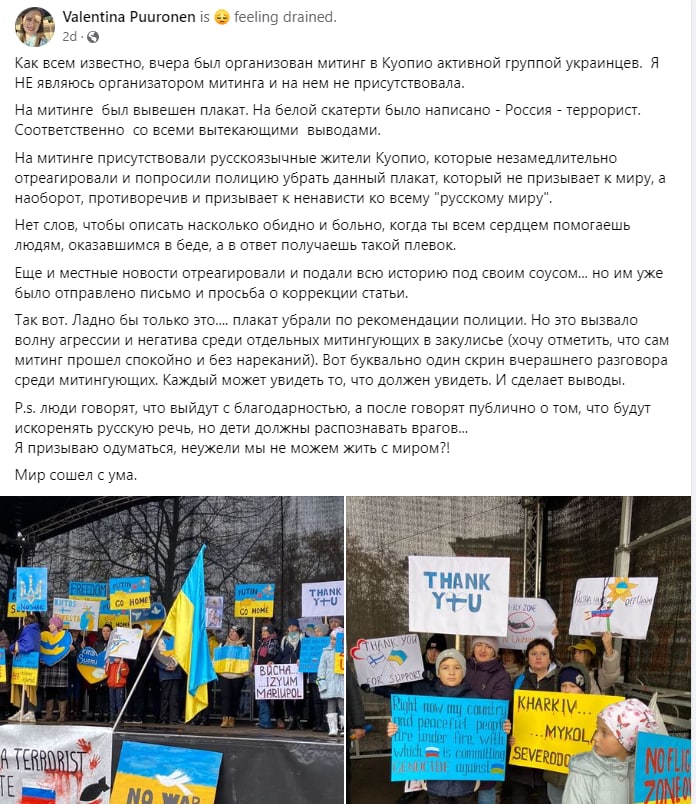 Valentina Puuronen is 😔 feeling drained.
2d ·
Как всем известно, вчера был организован митинг в Куопио активной группой украинцев. Я
НЕ являюсь организатором митинга и на нем не присутствовала.
На митинге был вывешен плакат. На белой скатерти было написано - Россия - террорист.
Соответственно со всеми вытекающими выводами.
На митинге присутствовали русскоязычные жители Куопио, которые незамедлительно
отреагировали и попросили полицию убрать данный плакат, который не призывает к миру, а
наоборот, противоречив и призывает к ненависти ко всему "русскому миру".
Нет слов, чтобы описать насколько обидно и больно, когда ты всем сердцем помогаешь
людям, оказавшимся в беде, а в ответ получаешь такой плевок.
Еще и местные новости отреагировали и подали всю историю под своим соусом... но им уже
было отправлено письмо и просьба о коррекции статьи.
Так вот. Ладно бы только это.... плакат убрали по рекомендации полиции. Но это вызвало
волну агрессии и негатива среди отдельных митингующих в закулисье (хочу отметить, что сам
митинг прошел спокойно и без нареканий). Вот буквально один скрин вчерашнего разговора
среди митингующих. Каждый может увидеть то, что должен увидеть. И сделает выводы.
P.s. люди говорят, что выйдут с благодарностью, а после говорят публично о том, что будут
искоренять русскую речь, но дети должны распознавать врагов...
Я призываю одуматься, неужели мы не можем жить с миром?!
Мир сошел с ума.
FREEDOM
PUTIN
GO HOME
PUTIN
GO HOME
THANK
YOU
KIITOS
BUCHA
IZYUM
MARIUPOL
A TERRORIST
TE
NO WAR
THANK
YOU
THANK YOU
FOR SUPPORT
FLY ZONE
Right now my country
and peaceful people
are under fire, with
which is committing
GENOCIDE against
KHARKIV...
...MYKOLA
SEVERODO
NO FLI
ZONE O